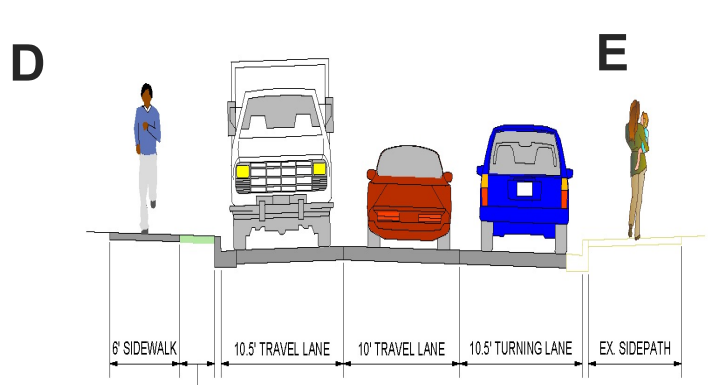 D
E
6' SIDEWALK
10.5' TRAVEL LANE
10' TRAVEL LANE
10.5' TURNING LANE
EX. SIDEPATH